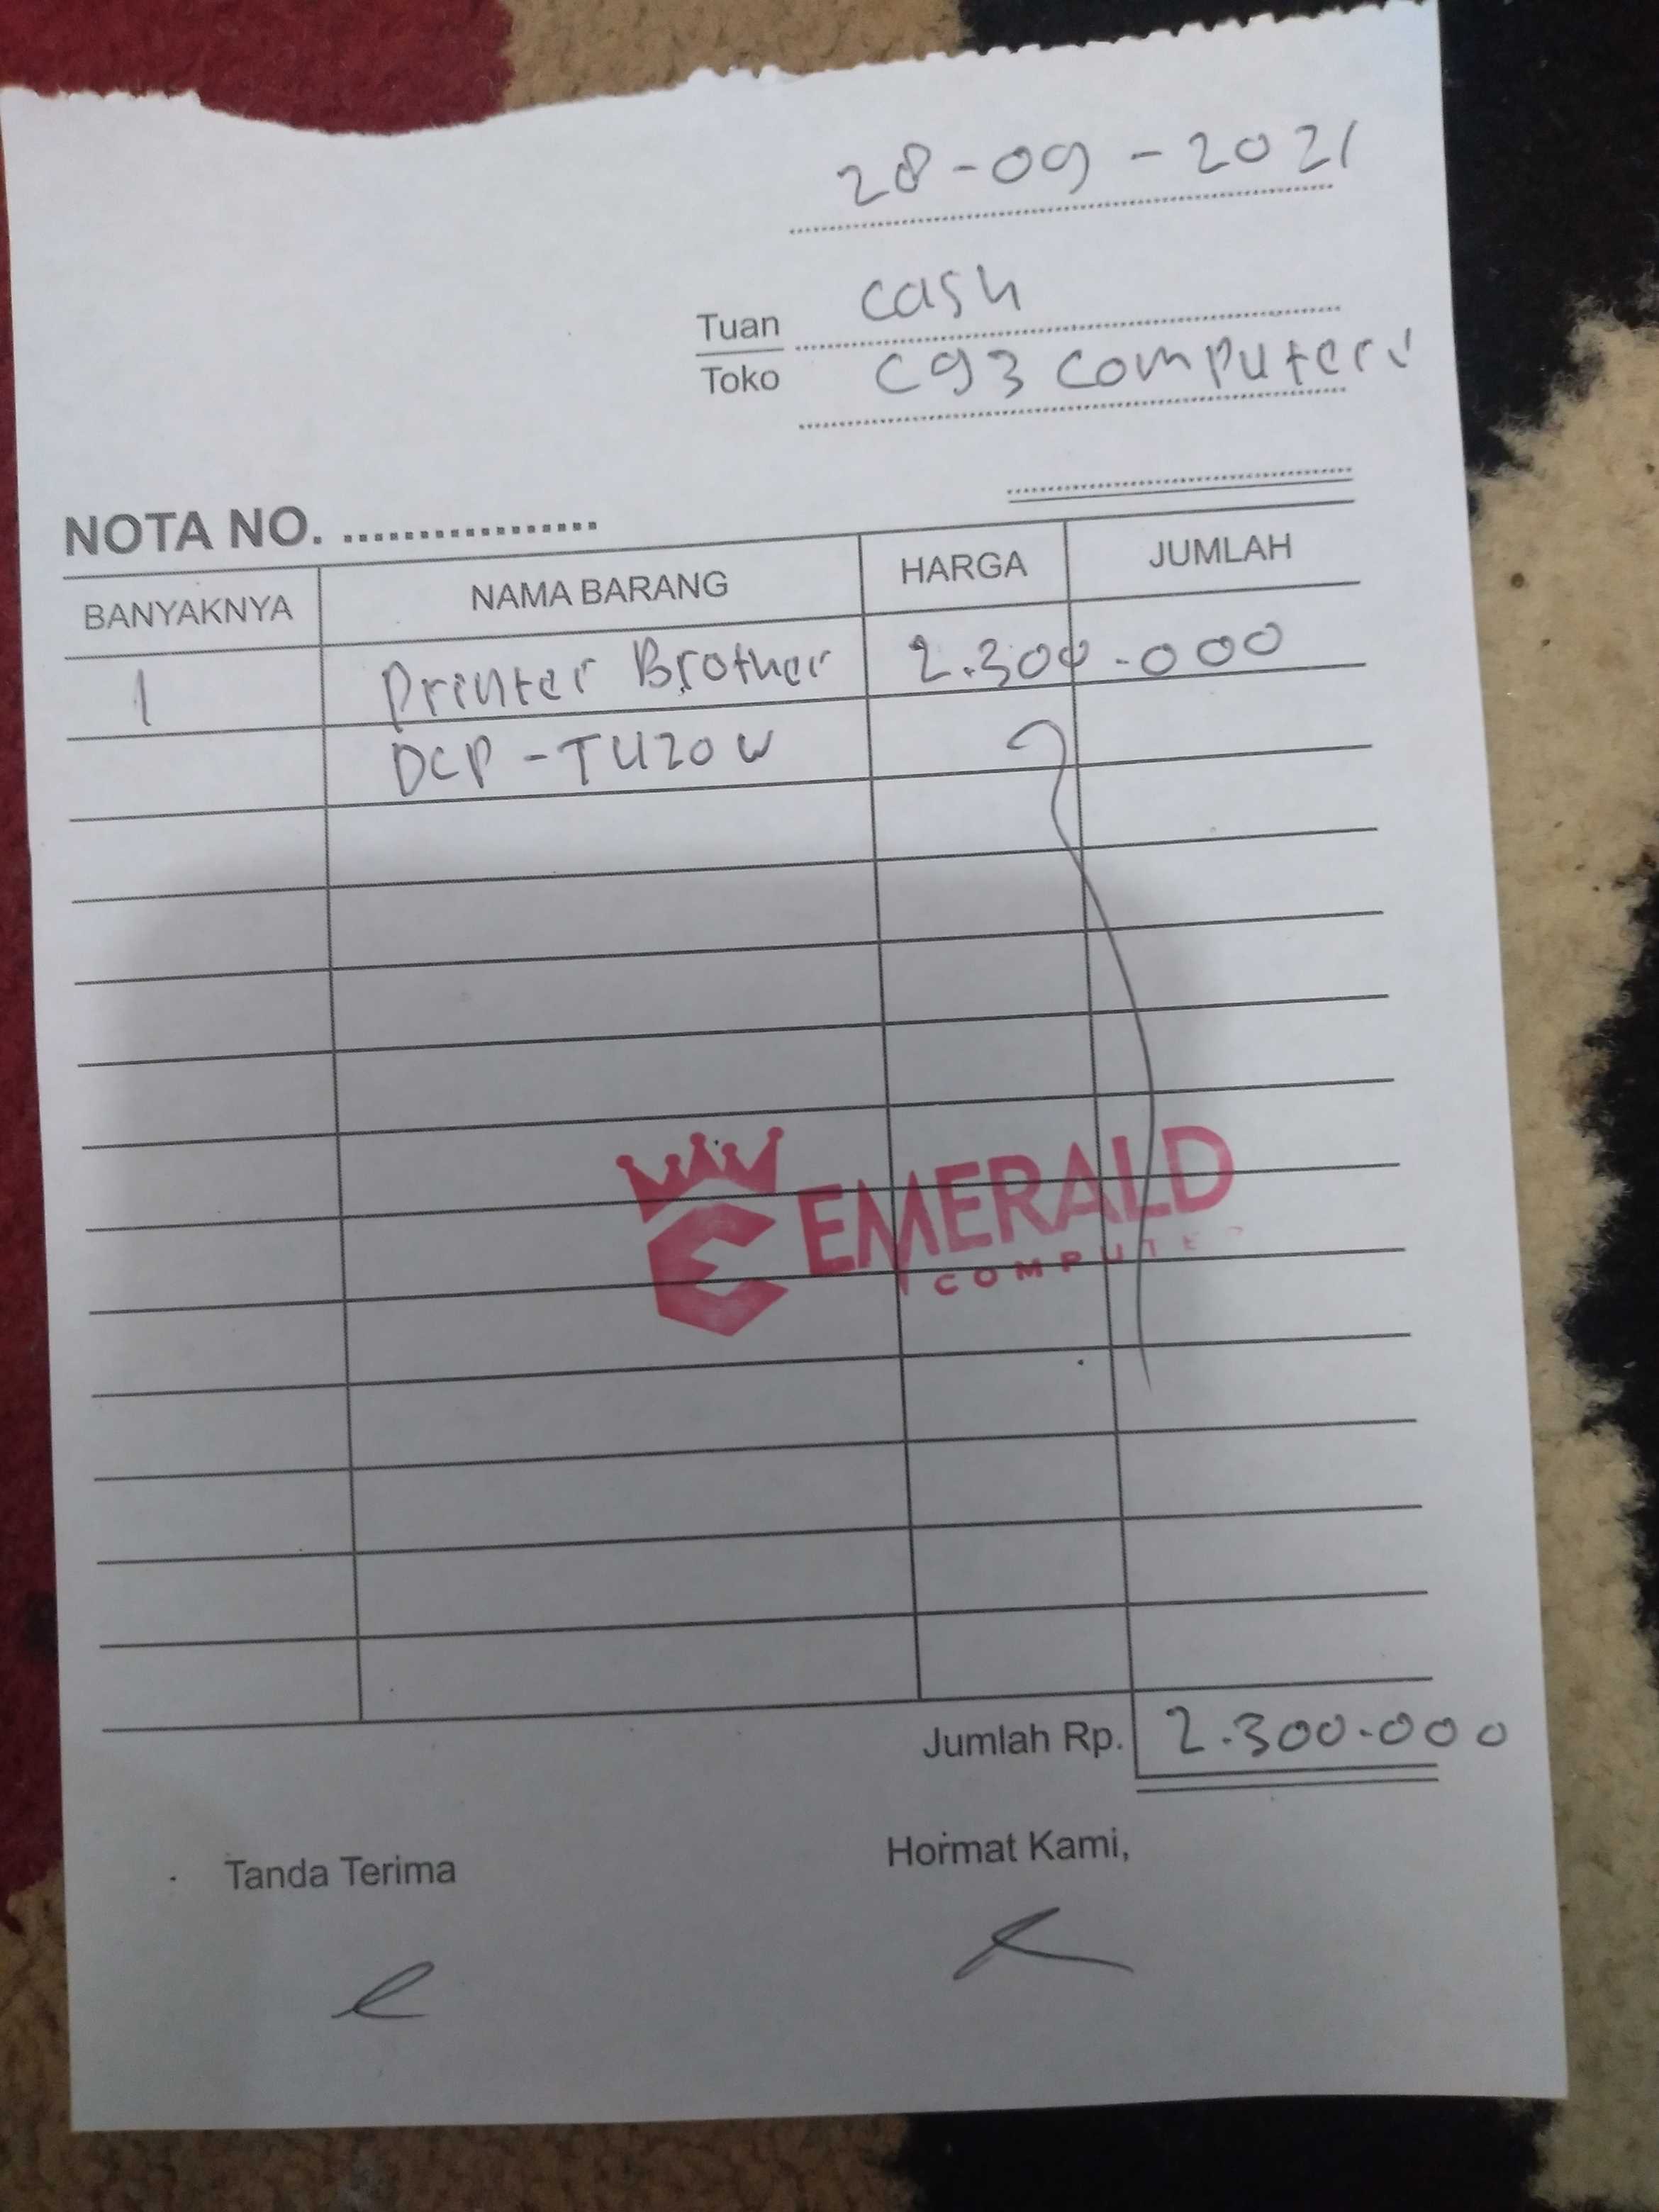 28-09-2021
Tuan cash
Toko C93 Computer
NOTA NO. ..................
BANYAKNYA NAMA BARANG HARGA JUMLAH
1 Printer Brother 2.300.000
DCP-T420W
EMERALD
COMPUTER
Jumlah Rp. 2.300.000
Tanda Terima Hormat Kami,